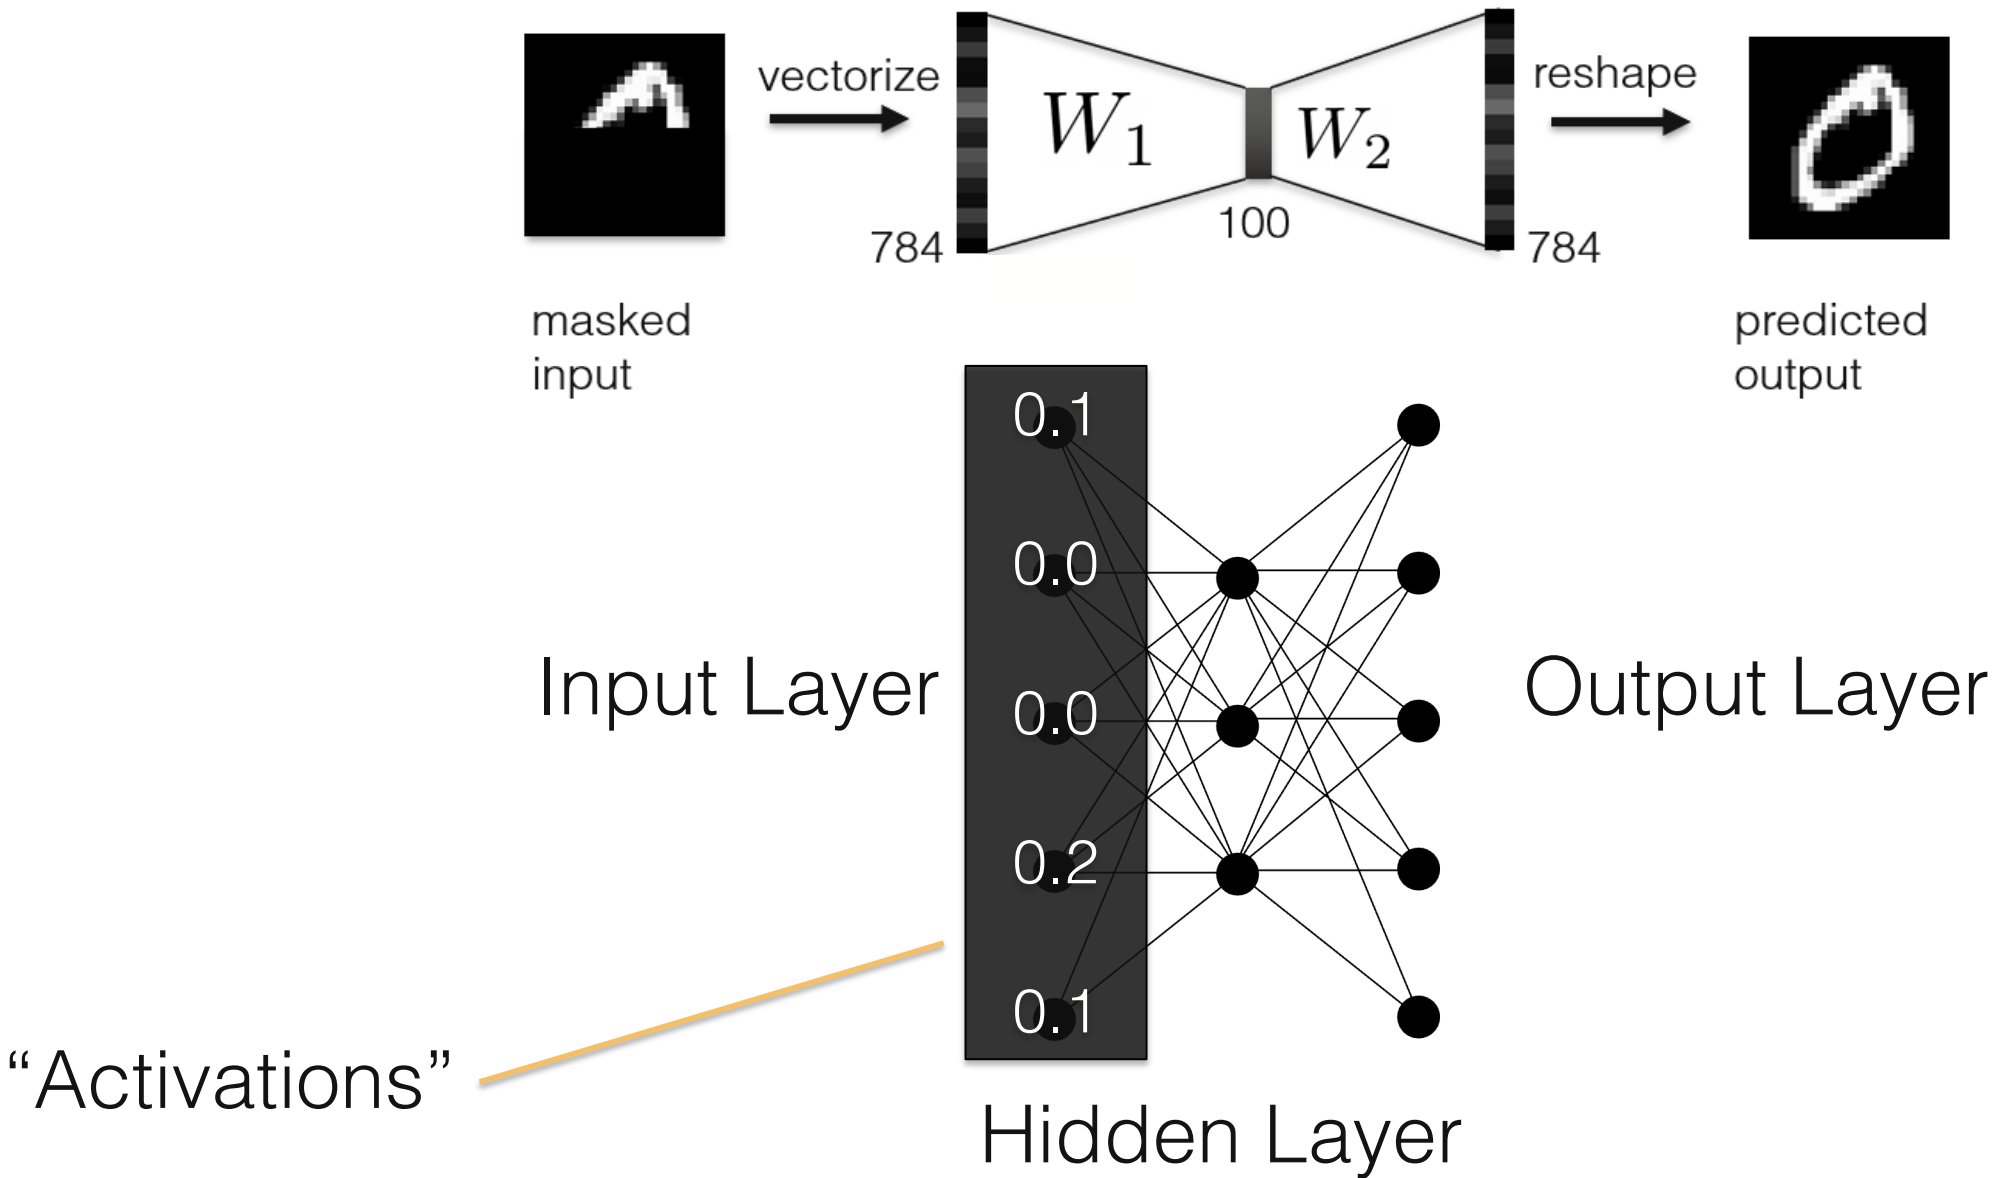 vectorize
reshape
W₁
W₂
100
784
784
masked
input
predicted
output
0.1
0.0
0.0
0.2
0.1
Input Layer
Output Layer
“Activations”
Hidden Layer